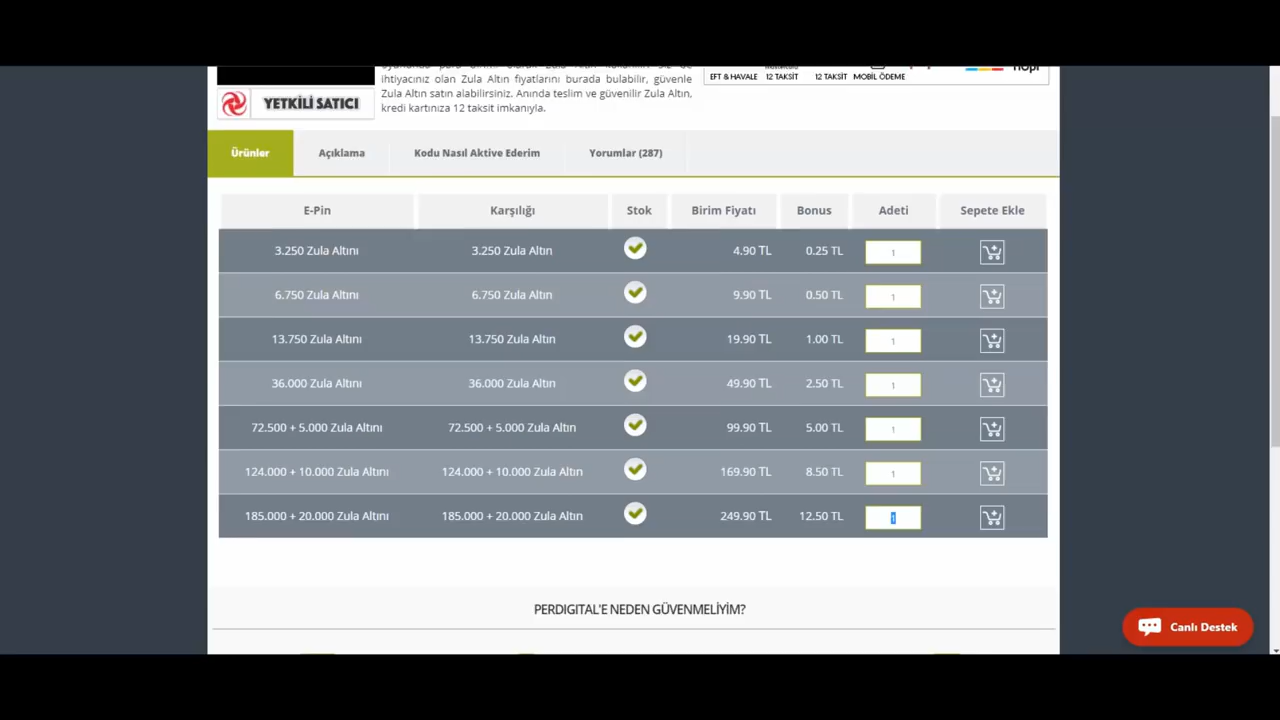 ihtiyacınız olan Zula Altın fiyatlarını burada bulabilir, güvenle
Zula Altın satın alabilirsiniz. Anında teslim ve güvenilir Zula Altın,
kredi kartınıza 12 taksit imkanıyla.
YETKİLİ SATICI
EFT & HAVALE 12 TAKSİT 12 TAKSİT MOBİL ÖDEME
Ürünler Açıklama Kodu Nasıl Aktive Ederim Yorumlar (287)
E-Pin Karşılığı Stok Birim Fiyatı Bonus Adeti Sepete Ekle
3.250 Zula Altını 3.250 Zula Altın 4.90 TL 0.25 TL 1
6.750 Zula Altını 6.750 Zula Altın 9.90 TL 0.50 TL 1
13.750 Zula Altını 13.750 Zula Altın 19.90 TL 1.00 TL 1
36.000 Zula Altını 36.000 Zula Altın 49.90 TL 2.50 TL 1
72.500 + 5.000 Zula Altını 72.500 + 5.000 Zula Altın 99.90 TL 5.00 TL 1
124.000 + 10.000 Zula Altını 124.000 + 10.000 Zula Altın 169.90 TL 8.50 TL 1
185.000 + 20.000 Zula Altını 185.000 + 20.000 Zula Altın 249.90 TL 12.50 TL 1
PERDIGITAL'E NEDEN GÜVENMELİYİM?
Canlı Destek